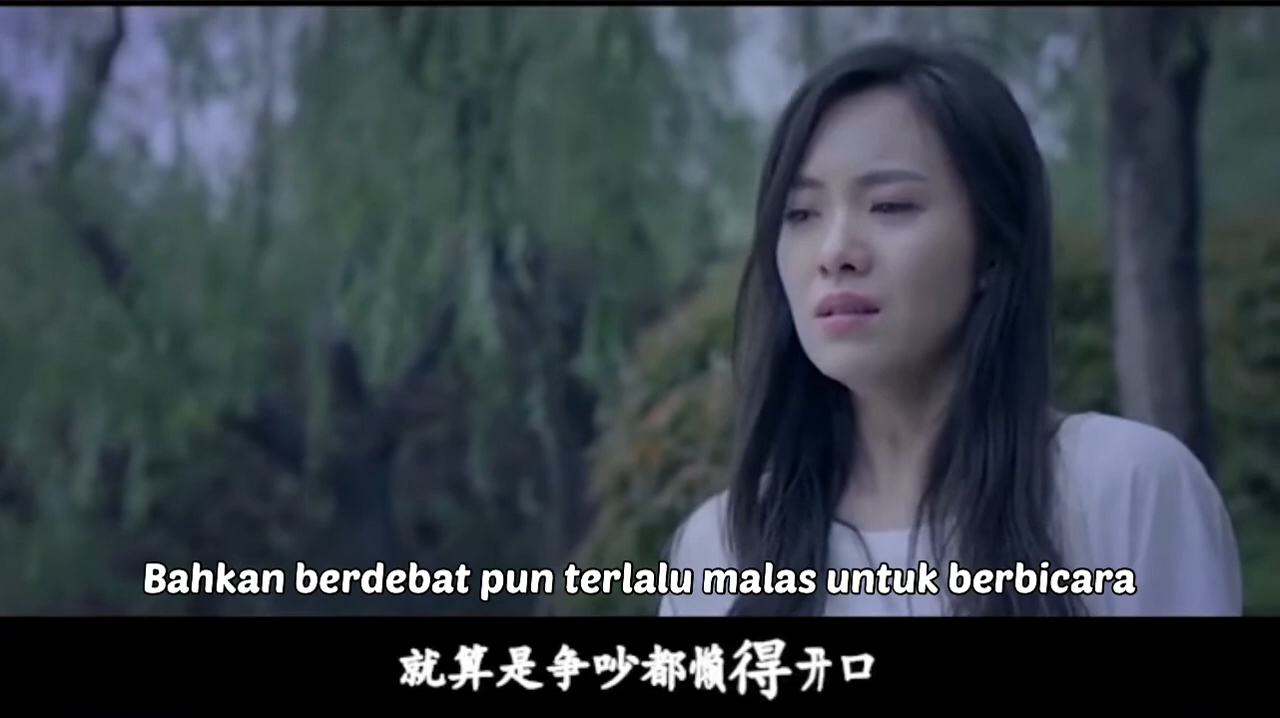 Bahkan berdebat pun terlalu malas untuk berbicara
就算是争吵都懒得开口